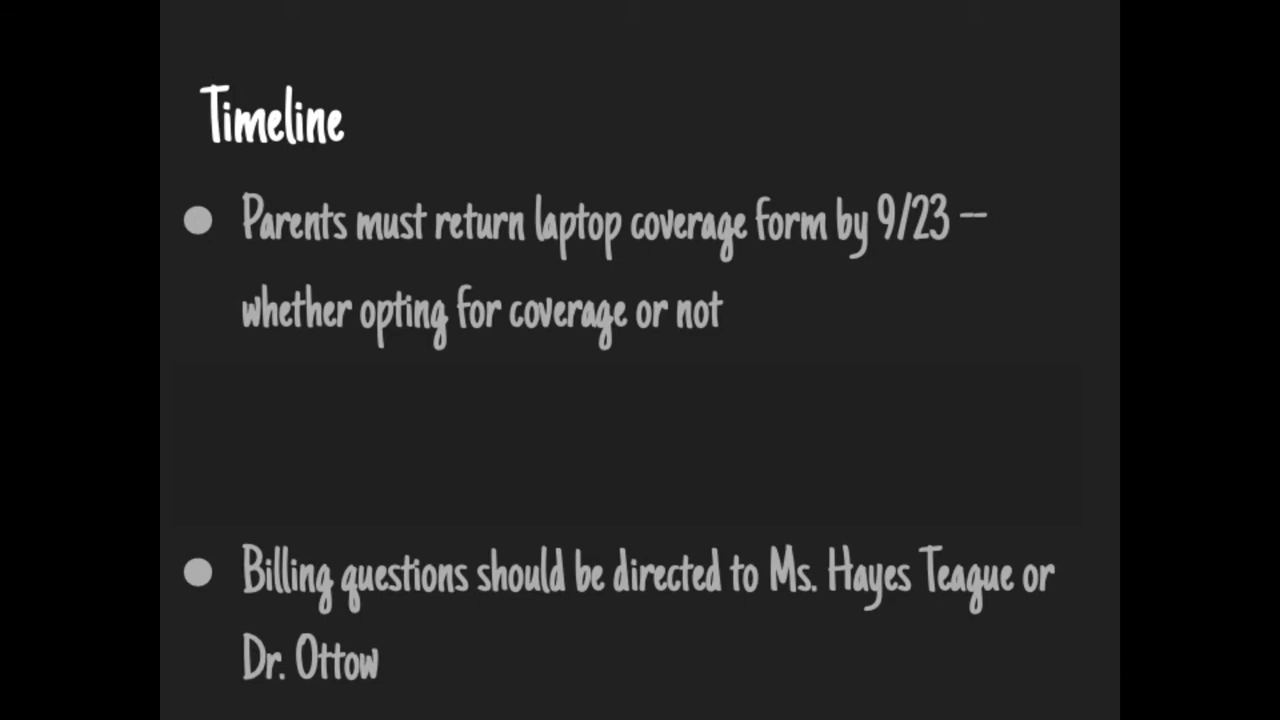 Timeline
● Parents must return laptop coverage form by 9/23 --
whether opting for coverage or not
● Billing questions should be directed to Ms. Hayes Teague or
Dr. Ottow